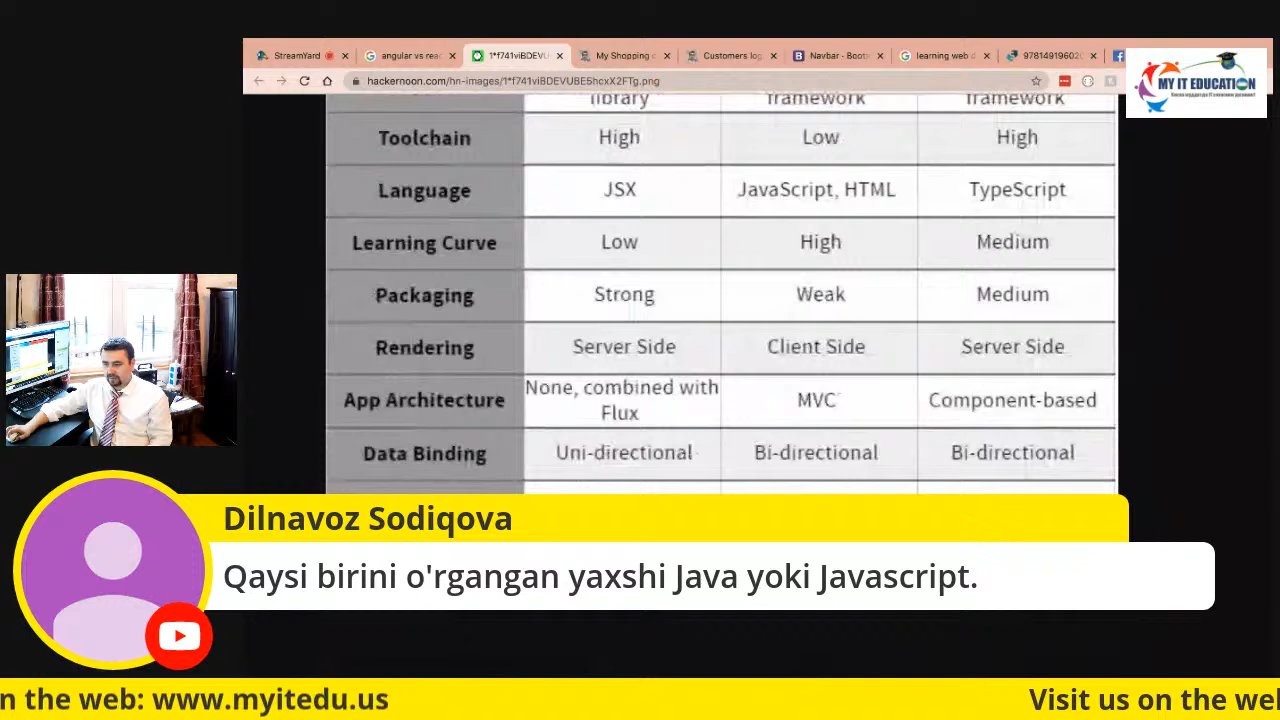 StreamYard
angular vs reac
1*f741viBDEVU
My Shopping c
Customers log
Navbar - Boots
learning web d
978149196020
hackernoon.com/hn-images/1*f741viBDEVUBE5hcxX2FTg.png
MY IT EDUCATION
library framework framework
Toolchain High Low High
Language JSX JavaScript, HTML TypeScript
Learning Curve Low High Medium
Packaging Strong Weak Medium
Rendering Server Side Client Side Server Side
App Architecture None, combined with Flux MVC Component-based
Data Binding Uni-directional Bi-directional Bi-directional
Dilnavoz Sodiqova
Qaysi birini o'rgangan yaxshi Java yoki Javascript.
n the web: www.myitedu.us Visit us on the wel